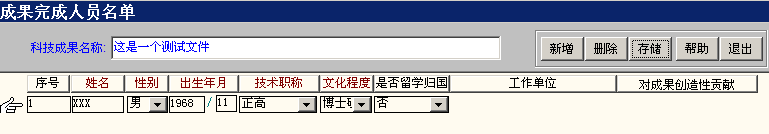 成果完成人员名单
科技成果名称: 这是一个测试文件 新增 删除 存储 帮助 退出
序号 姓名 性别 出生年月 技术职称 文化程度 是否留学归国 工作单位 对成果创造性贡献
1 XXX 男 1968 / 11 正高 博士 否